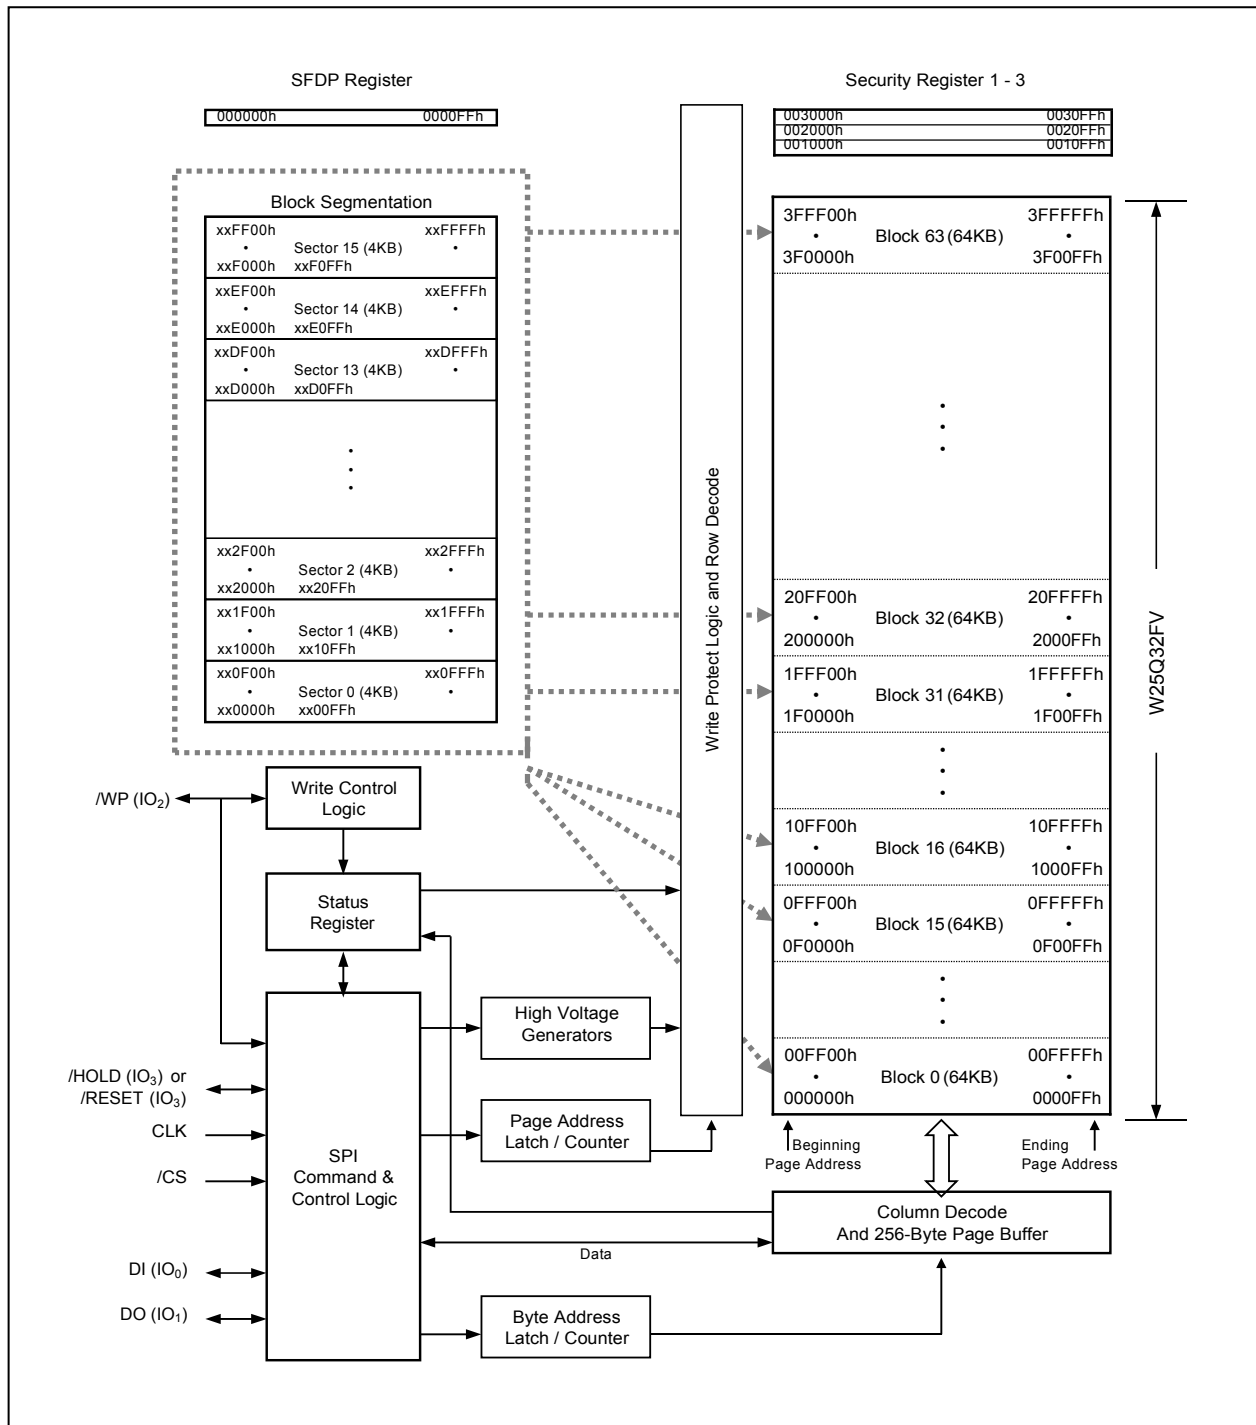 SFDP Register
000000h 0000FFh
Security Register 1 - 3
003000h 0030FFh
002000h 0020FFh
001000h 0010FFh
Block Segmentation
xxFF00h xxFFFFh
• Sector 15 (4KB) •
xxF000h xxF0FFh
xxEF00h xxEFFFh
• Sector 14 (4KB) •
xxE000h xxE0FFh
xxDF00h xxDFFFh
• Sector 13 (4KB) •
xxD000h xxD0FFh
•
•
•
xx2F00h xx2FFFh
• Sector 2 (4KB) •
xx2000h xx20FFh
xx1F00h xx1FFFh
• Sector 1 (4KB) •
xx1000h xx10FFh
xx0F00h xx0FFFh
• Sector 0 (4KB) •
xx0000h xx00FFh
Write Protect Logic and Row Decode
3FFF00h 3FFFFFh
• Block 63 (64KB) •
3F0000h 3F00FFh
•
•
•
20FF00h 20FFFFh
• Block 32 (64KB) •
200000h 2000FFh
1FFF00h 1FFFFFh
• Block 31 (64KB) •
1F0000h 1F00FFh
•
•
•
10FF00h 10FFFFh
• Block 16 (64KB) •
100000h 1000FFh
0FFF00h 0FFFFFh
• Block 15 (64KB) •
0F0000h 0F00FFh
•
•
•
00FF00h 00FFFFh
• Block 0 (64KB) •
000000h 0000FFh
W25Q32FV
Beginning
Page Address
Ending
Page Address
Write Control
Logic
/WP (IO₂)
Status
Register
High Voltage
Generators
/HOLD (IO₃) or
/RESET (IO₃)
CLK
/CS
DI (IO₀)
DO (IO₁)
SPI
Command &
Control Logic
Page Address
Latch / Counter
Column Decode
And 256-Byte Page Buffer
Data
Byte Address
Latch / Counter